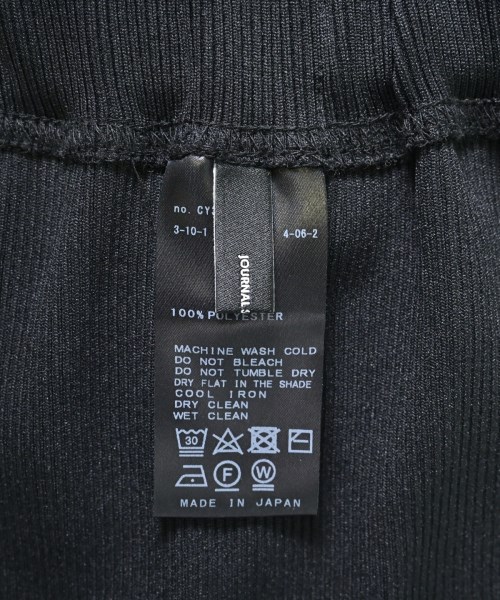 no. CY
3-10-1 4-06-2
JOURNAL
100% POLYESTER
MACHINE WASH COLD
DO NOT BLEACH
DO NOT TUMBLE DRY
DRY FLAT IN THE SHADE
COOL IRON
DRY CLEAN
WET CLEAN
30
F W
MADE IN JAPAN